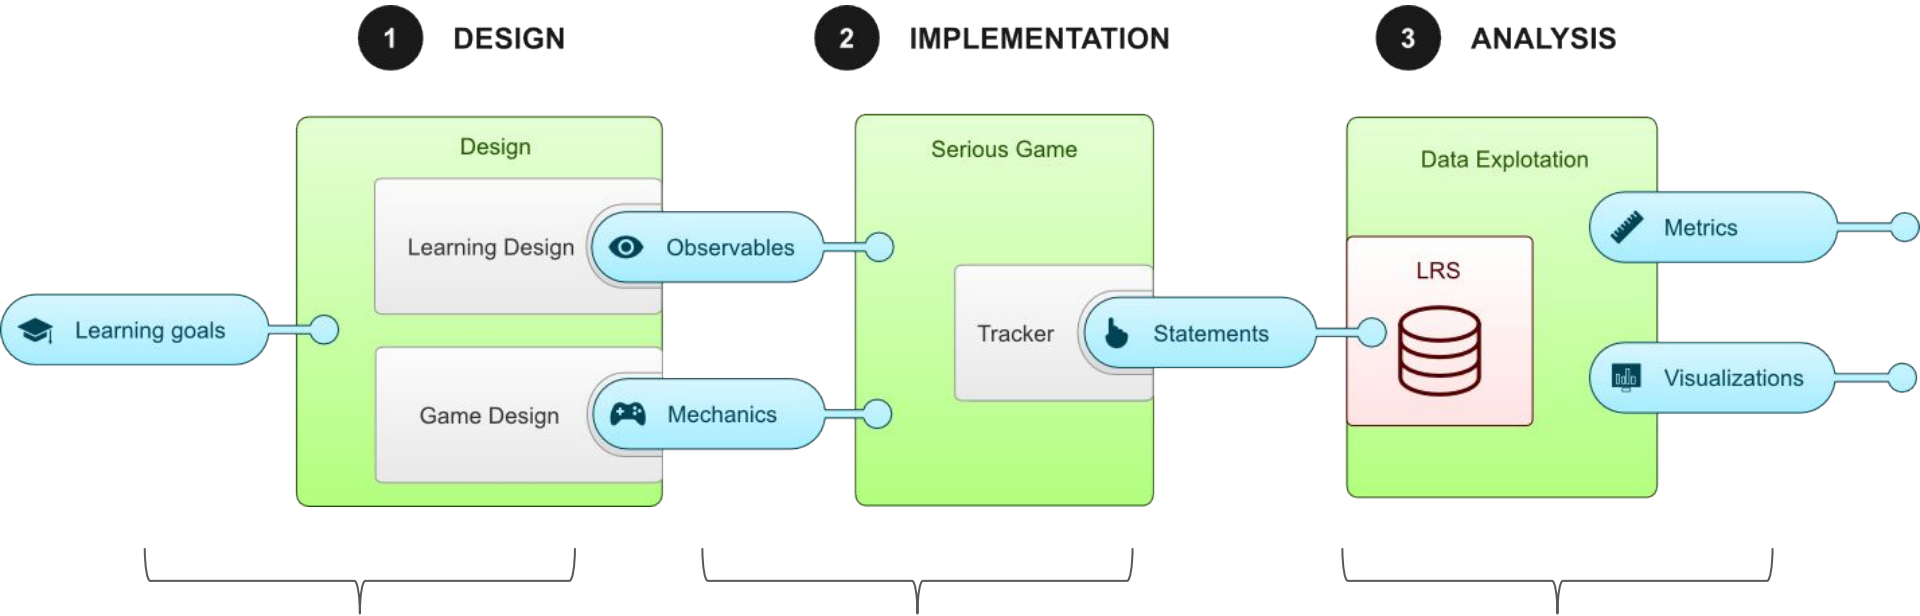 1 DESIGN
2 IMPLEMENTATION
3 ANALYSIS
Design
Learning Design
Observables
Game Design
Mechanics
Learning goals
Serious Game
Tracker
Statements
Data Explotation
LRS
Metrics
Visualizations